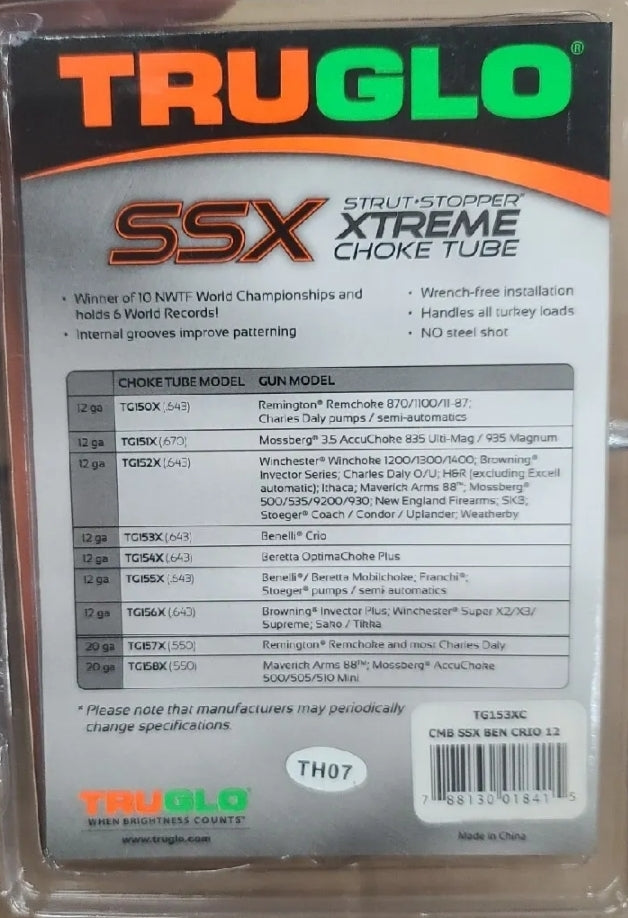 TRUGLO®
SSX STRUT•STOPPER™
XTREME
CHOKE TUBE
• Winner of 10 NWTF World Championships and
holds 6 World Records!
• Internal grooves improve patterning
• Wrench-free installation
• Handles all turkey loads
• NO steel shot
CHOKE TUBE MODEL GUN MODEL
12 ga TG150X (.643) Remington® Remchoke 870/1100/11-87;
Charles Daly pumps / semi-automatics
12 ga TG151X (.670) Mossberg® 3.5 AccuChoke 835 Ulti-Mag / 935 Magnum
12 ga TG152X (.643) Winchester® Winchoke 1200/1300/1400; Browning®
Invector Series; Charles Daly O/U; H&R (excluding Excell
automatic); Ithaca; Maverick Arms 88™; Mossberg®
500/535/9200/930; New England Firearms; SKB;
Stoeger® Coach / Condor / Uplander; Weatherby
12 ga TG153X (.643) Benelli® Crio
12 ga TG154X (.643) Beretta OptimaChoke Plus
12 ga TG155X (.643) Benelli®/ Beretta Mobilchoke; Franchi®;
Stoeger® pumps / semi automatics
12 ga TG156X (.643) Browning® Invector Plus; Winchester® Super X2/X3/
Supreme; Sako / Tikka
20 ga TG157X (.550) Remington® Remchoke and most Charles Daly
20 ga TG158X (.550) Maverick Arms 88™; Mossberg® AccuChoke
500/505/510 Mini
* Please note that manufacturers may periodically
change specifications.
TG153XC
CMB SSX BEN CRIO 12
7 88130 01841 5
TH07
TRUGLO®
WHEN BRIGHTNESS COUNTS™
www.truglo.com
Made in China